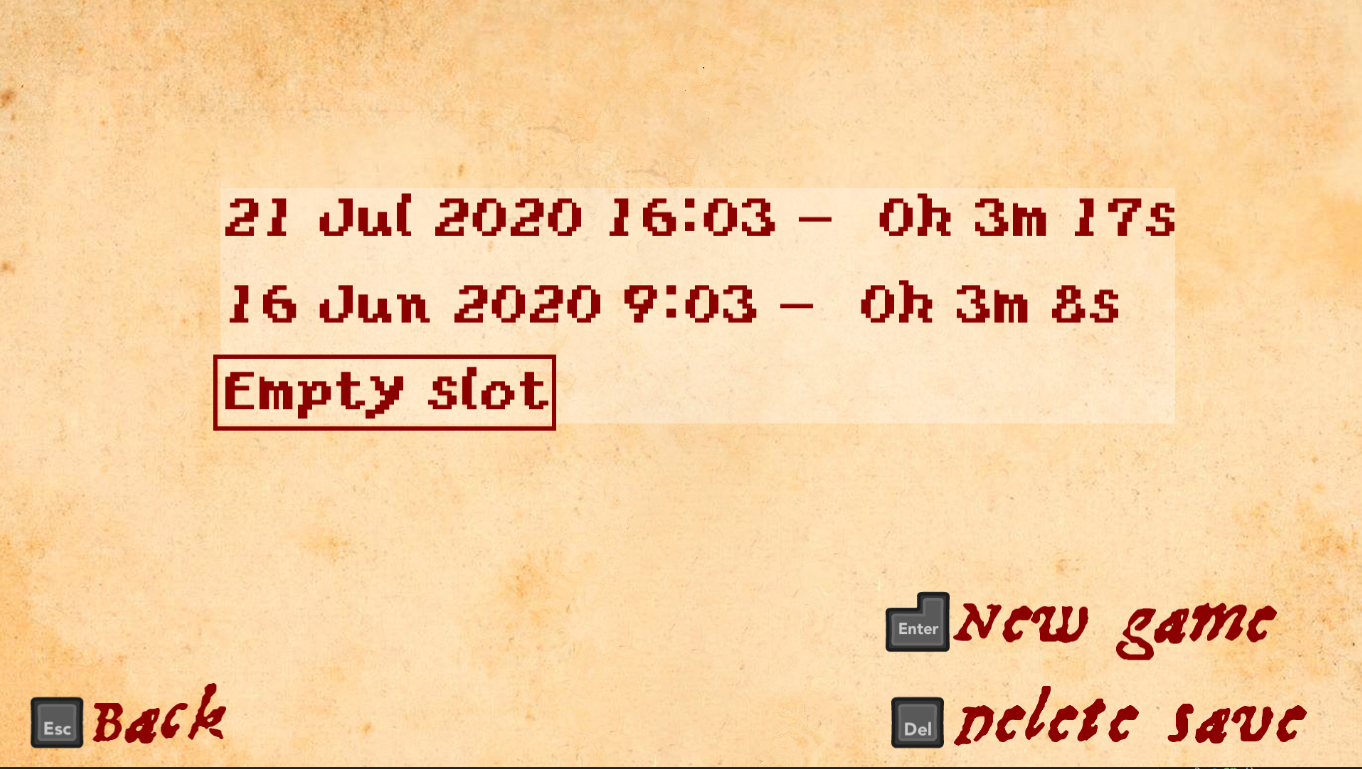 21 Jul 2020 16:03 – 0h 3m 17s
16 Jun 2020 9:03 – 0h 3m 8s
Empty slot
Enter New game
Esc Back
Del Delete save